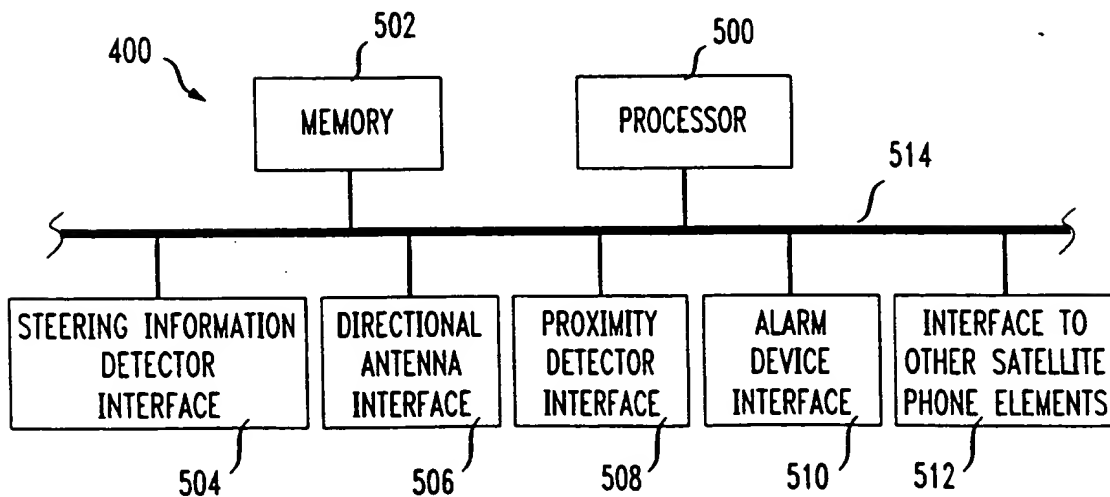 400
502
500
MEMORY
PROCESSOR
514
STEERING INFORMATION
DETECTOR
INTERFACE
DIRECTIONAL
ANTENNA
INTERFACE
PROXIMITY
DETECTOR
INTERFACE
ALARM
DEVICE
INTERFACE
INTERFACE TO
OTHER SATELLITE
PHONE ELEMENTS
504
506
508
510
512